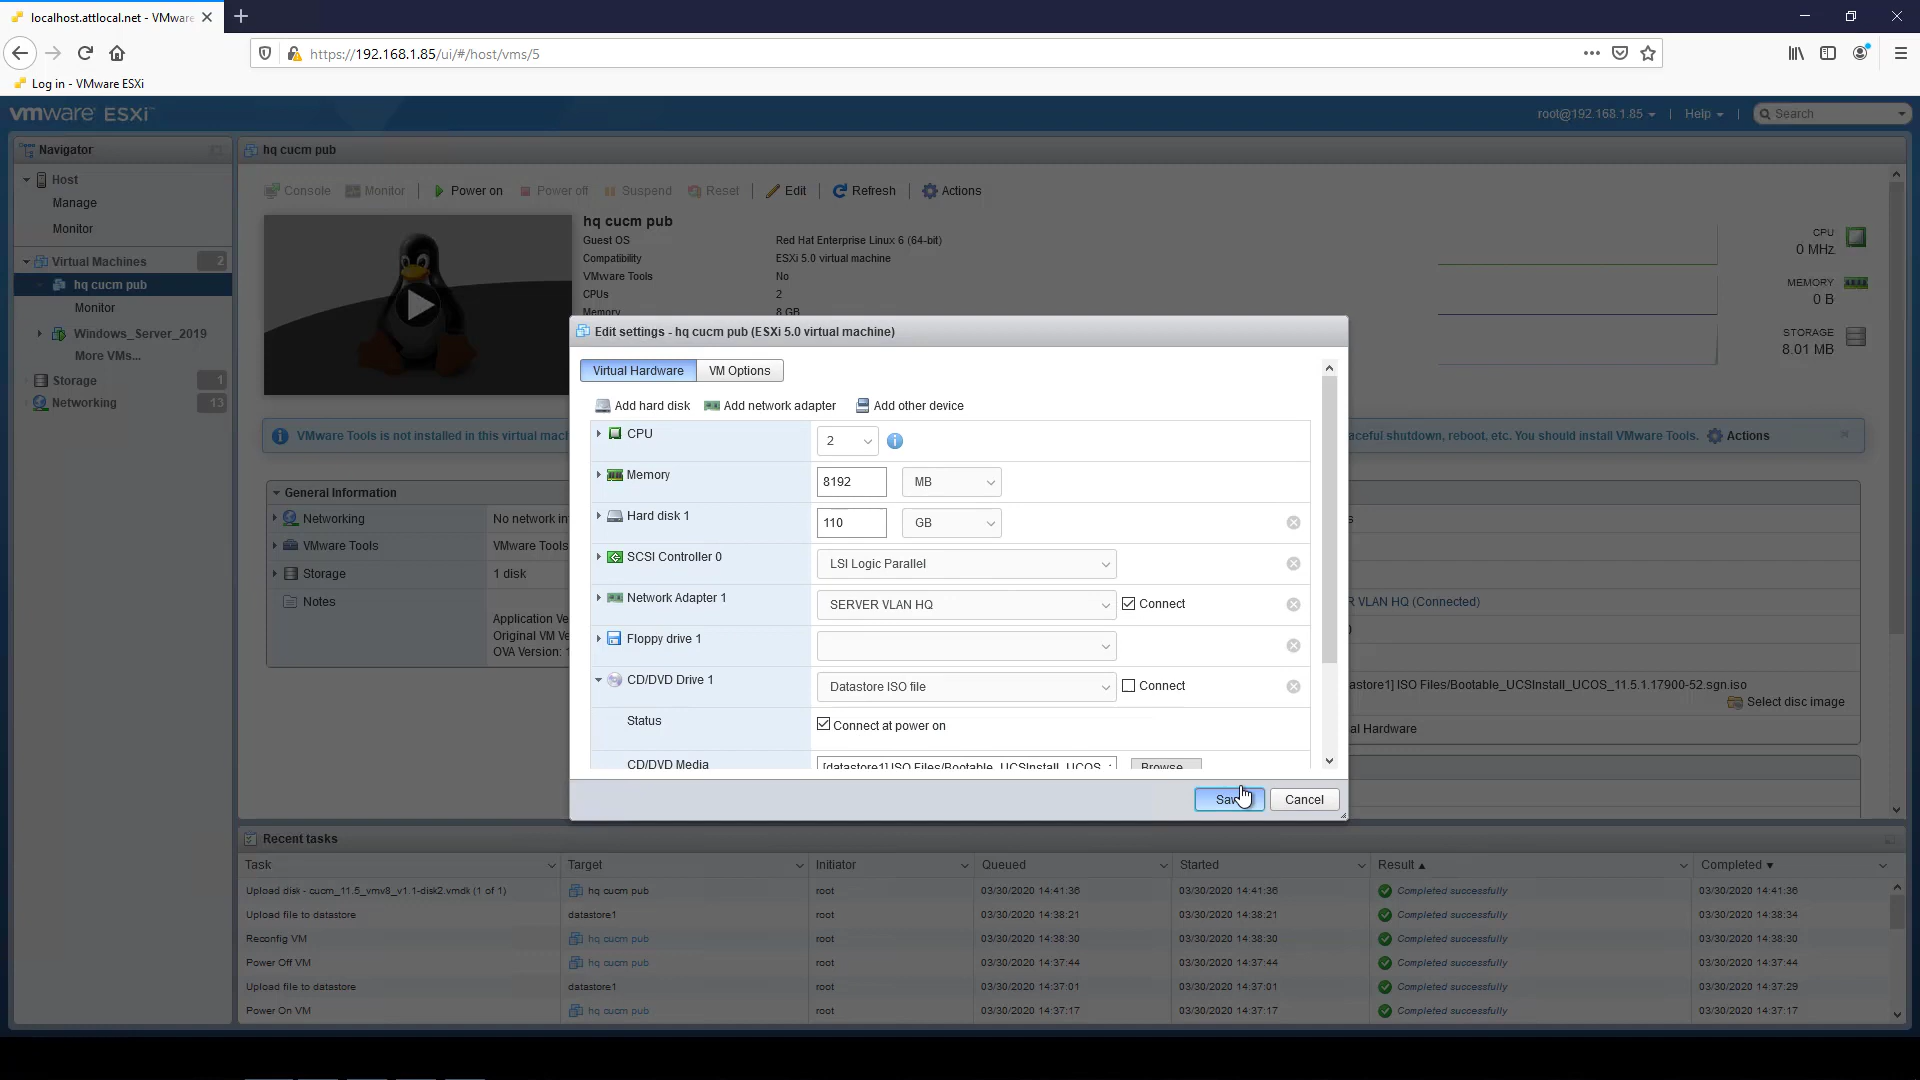 localhost.attlocal.net - VMware
https://192.168.1.85/ui/#/host/vms/5
Log in - VMware ESXi
vmware ESXi
root@192.168.1.85 | Help | Search
Navigator
hq cucm pub
Host
Manage
Monitor
Virtual Machines 2
hq cucm pub
Monitor
Windows_Server_2019
More VMs...
Storage 1
Networking 13
Console Monitor Power on Power off Suspend Reset Edit Refresh Actions
hq cucm pub
Guest OS Red Hat Enterprise Linux 6 (64-bit)
Compatibility ESXi 5.0 virtual machine
VMware Tools No
CPUs 2
Memory 8 GB
CPU
0 MHz
MEMORY
0 B
STORAGE
8.01 MB
VMware Tools is not installed in this virtual mach
aceful shutdown, reboot, etc. You should install VMware Tools. Actions
General Information
Networking No network in
VMware Tools VMware Tools
Storage 1 disk
Notes
Application Ve
Original VM Ve
OVA Version: 1
R VLAN HQ (Connected)
astore1] ISO Files/Bootable_UCSInstall_UCOS_11.5.1.17900-52.sgn.iso
Select disc image
al Hardware
Edit settings - hq cucm pub (ESXi 5.0 virtual machine)
Virtual Hardware VM Options
Add hard disk Add network adapter Add other device
CPU 2
Memory 8192 MB
Hard disk 1 110 GB
SCSI Controller 0 LSI Logic Parallel
Network Adapter 1 SERVER VLAN HQ Connect
Floppy drive 1
CD/DVD Drive 1 Datastore ISO file Connect
Status Connect at power on
CD/DVD Media [datastore1] ISO Files/Bootable_UCSInstall_UCOS_ Browse...
Save Cancel
Recent tasks
Task Target Initiator Queued Started Result Completed
Upload disk - cucm_11.5_vmv8_v1.1-disk2.vmdk (1 of 1) hq cucm pub root 03/30/2020 14:41:36 03/30/2020 14:41:36 Completed successfully 03/30/2020 14:41:36
Upload file to datastore datastore1 root 03/30/2020 14:38:21 03/30/2020 14:38:21 Completed successfully 03/30/2020 14:38:34
Reconfig VM hq cucm pub root 03/30/2020 14:38:30 03/30/2020 14:38:30 Completed successfully 03/30/2020 14:38:30
Power Off VM hq cucm pub root 03/30/2020 14:37:44 03/30/2020 14:37:44 Completed successfully 03/30/2020 14:37:44
Upload file to datastore datastore1 root 03/30/2020 14:37:01 03/30/2020 14:37:01 Completed successfully 03/30/2020 14:37:29
Power On VM hq cucm pub root 03/30/2020 14:37:17 03/30/2020 14:37:17 Completed successfully 03/30/2020 14:37:17